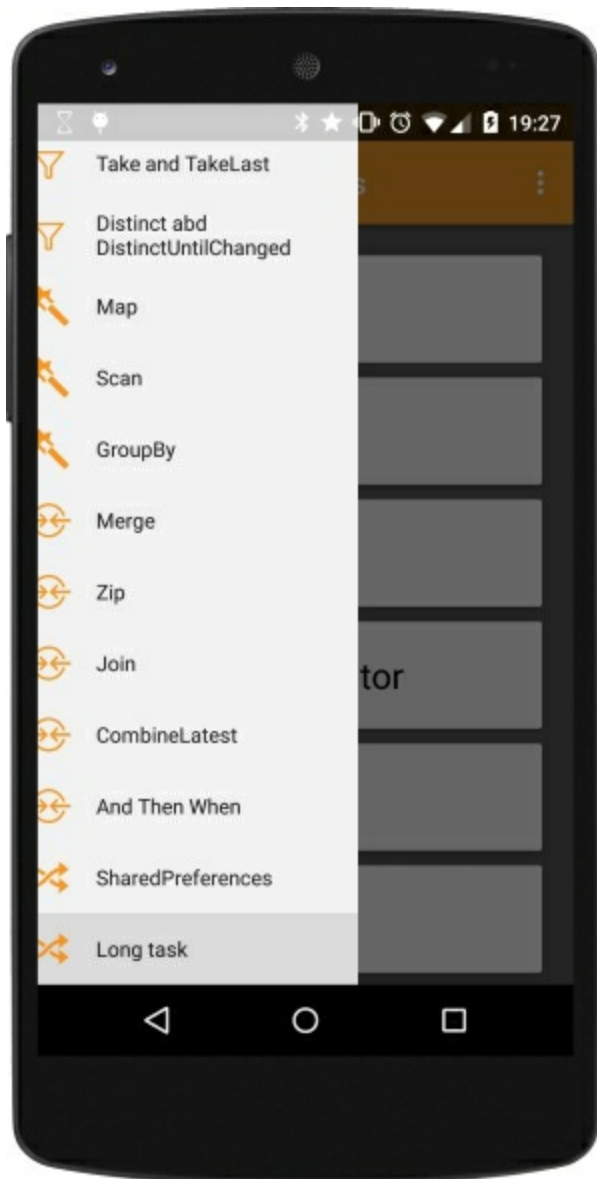 19:27
s
Take and TakeLast
Distinct abd
DistinctUntilChanged
Map
Scan
GroupBy
Merge
Zip
Join
tor
CombineLatest
And Then When
SharedPreferences
Long task